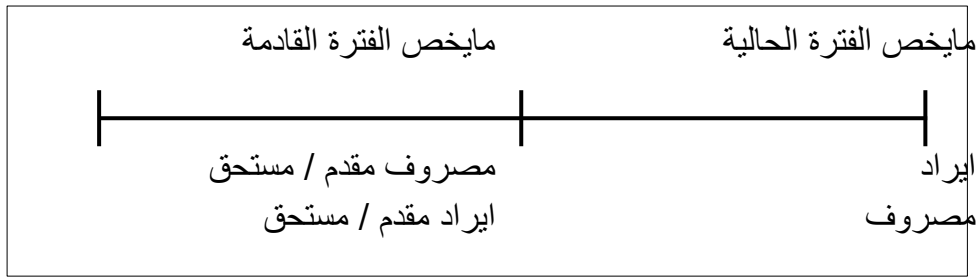 مايخص الفترة الحالية
مايخص الفترة القادمة
ايراد
مصروف مقدم / مستحق
مصروف
ايراد مقدم / مستحق